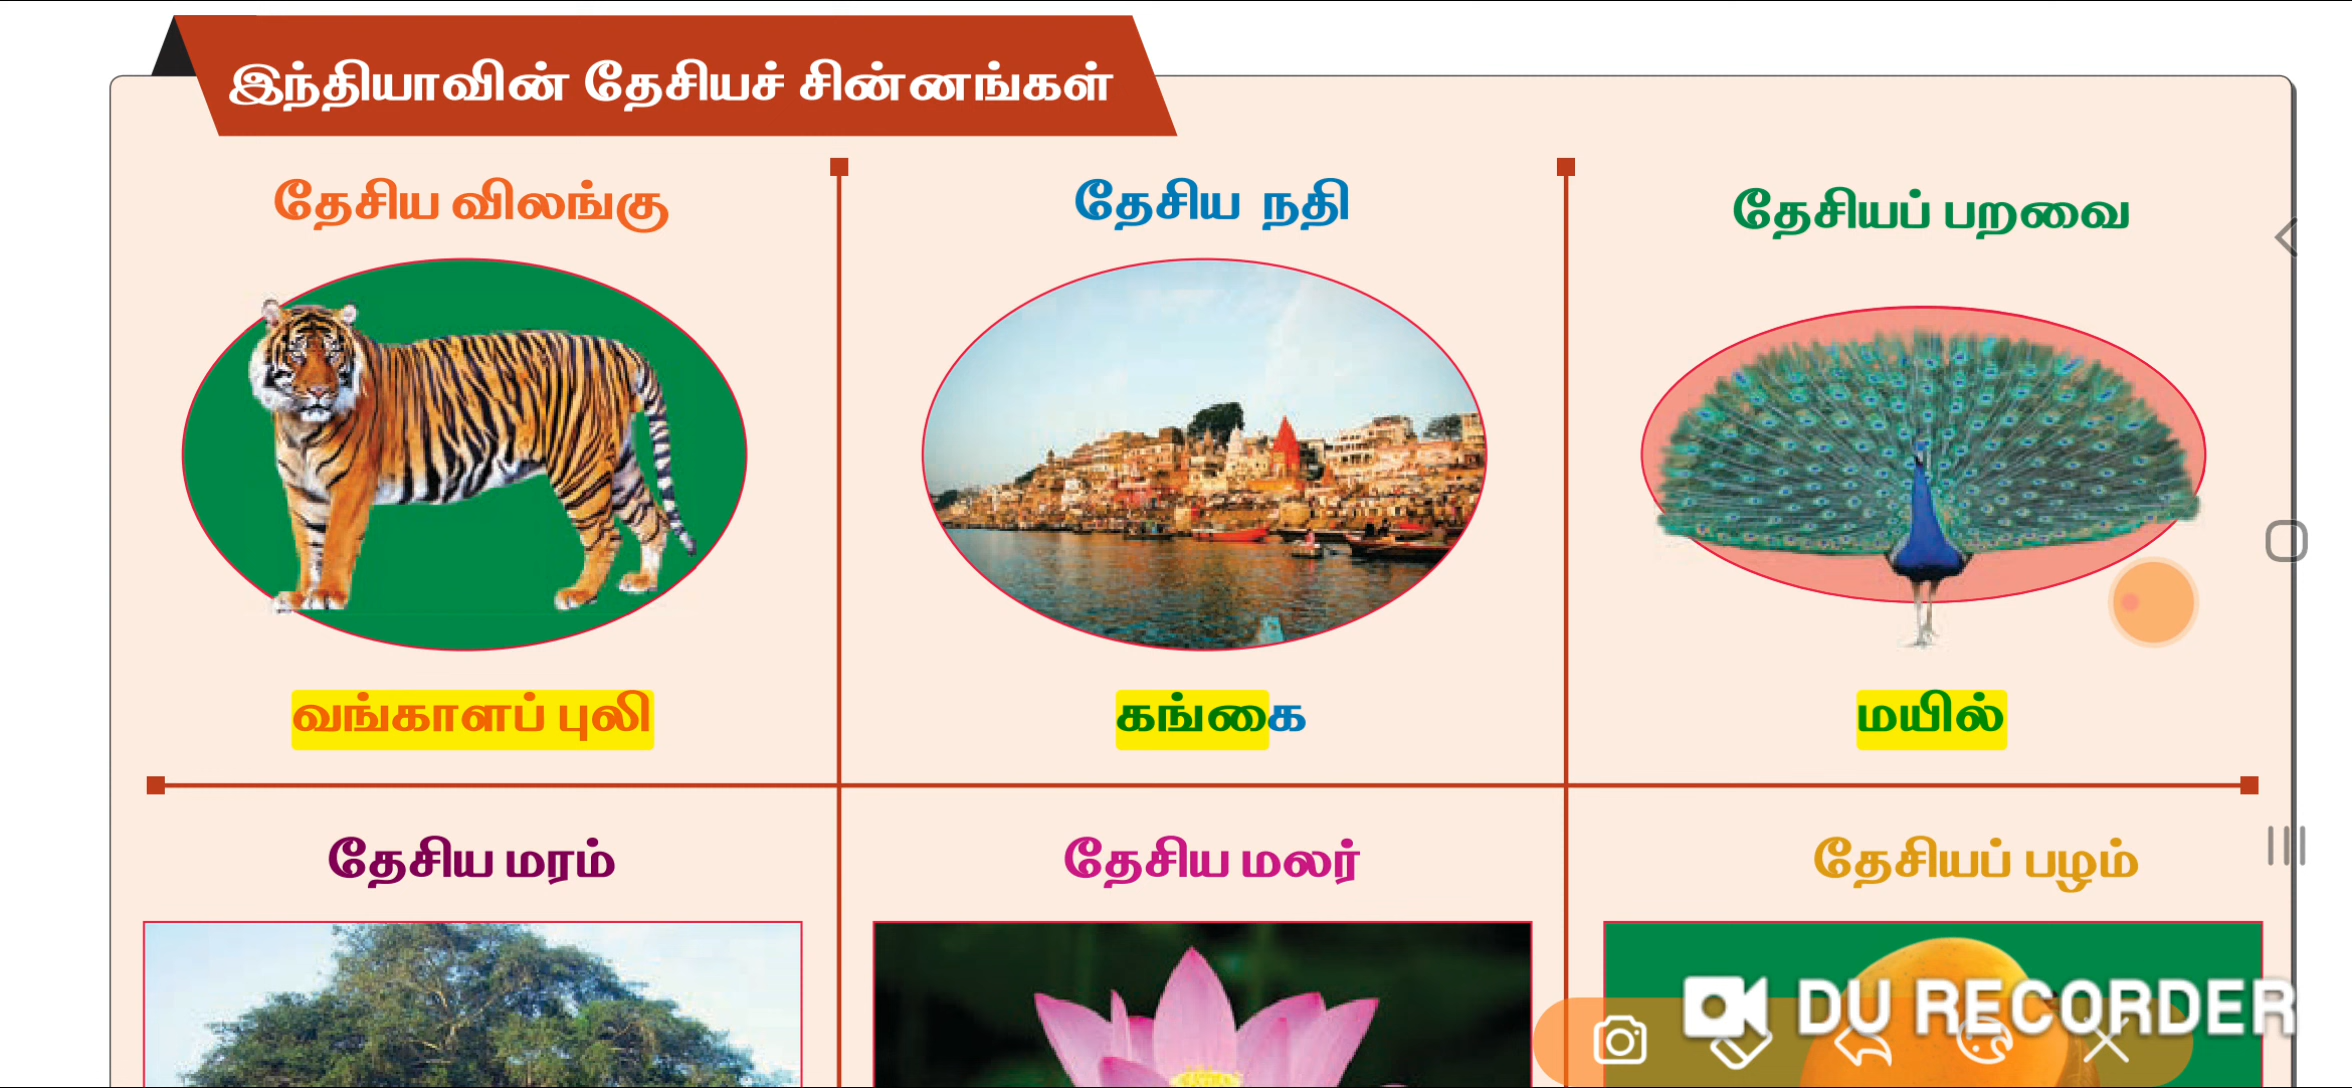 இந்தியாவின் தேசியச் சின்னங்கள்
தேசிய விலங்கு
தேசிய நதி
தேசியப் பறவை
வங்காளப் புலி
கங்கை
மயில்
தேசிய மரம்
தேசிய மலர்
தேசியப் பழம்
DU RECORDER